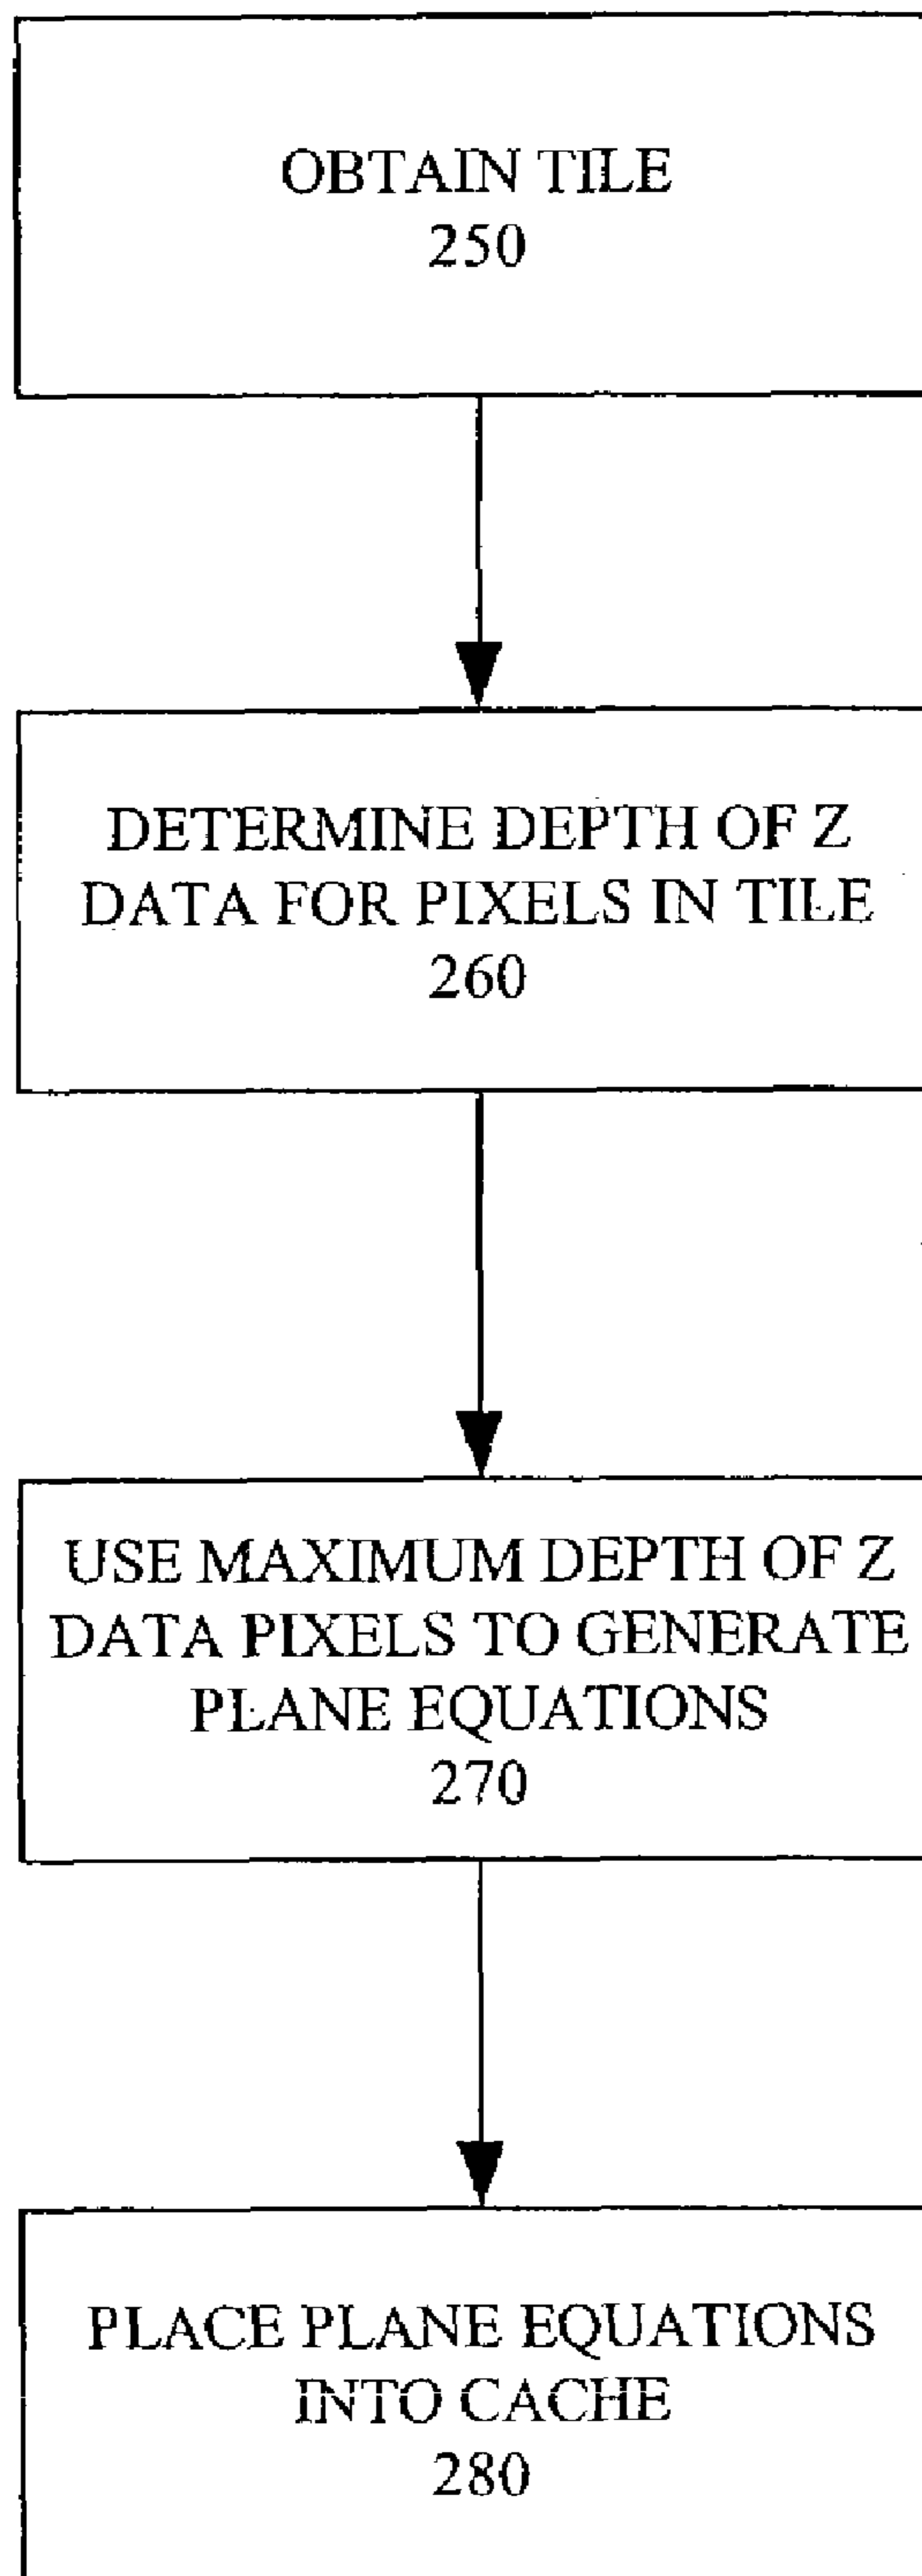 OBTAIN TILE
250
DETERMINE DEPTH OF Z
DATA FOR PIXELS IN TILE
260
USE MAXIMUM DEPTH OF Z
DATA PIXELS TO GENERATE
PLANE EQUATIONS
270
PLACE PLANE EQUATIONS
INTO CACHE
280